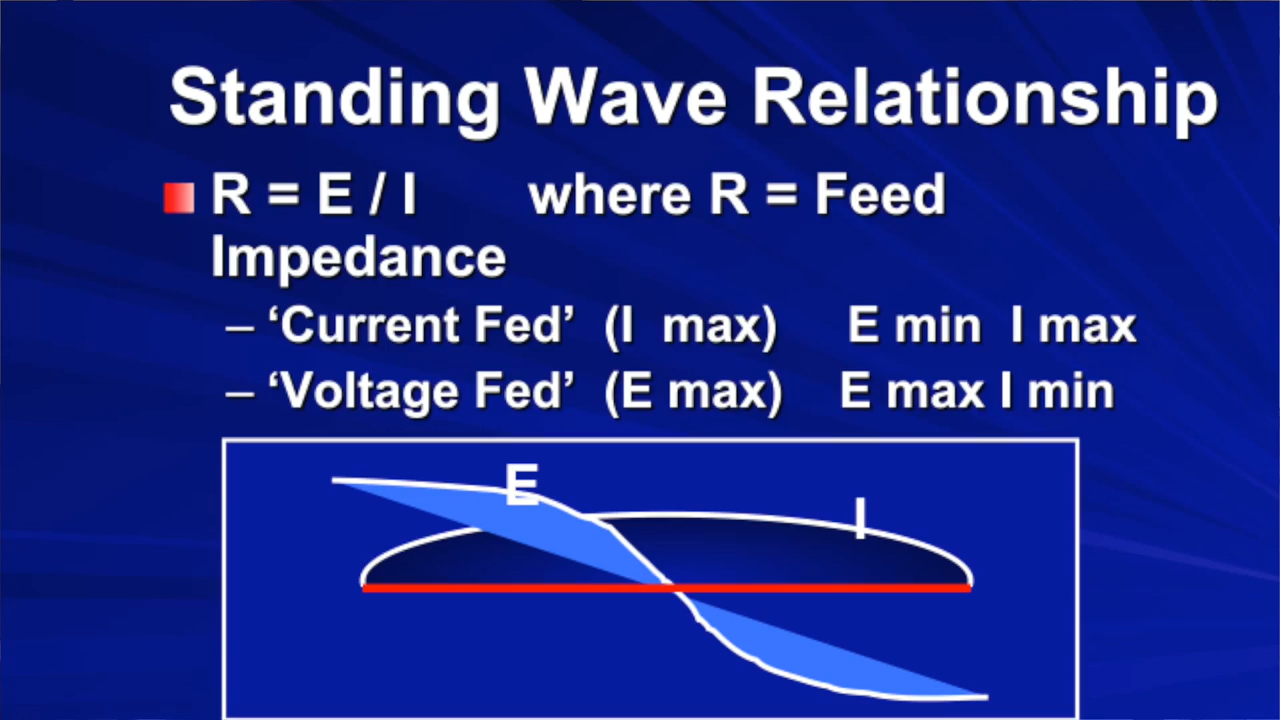 Standing Wave Relationship
R = E / I where R = Feed
Impedance
– ‘Current Fed’ (I max) E min I max
– ‘Voltage Fed’ (E max) E max I min
E
I